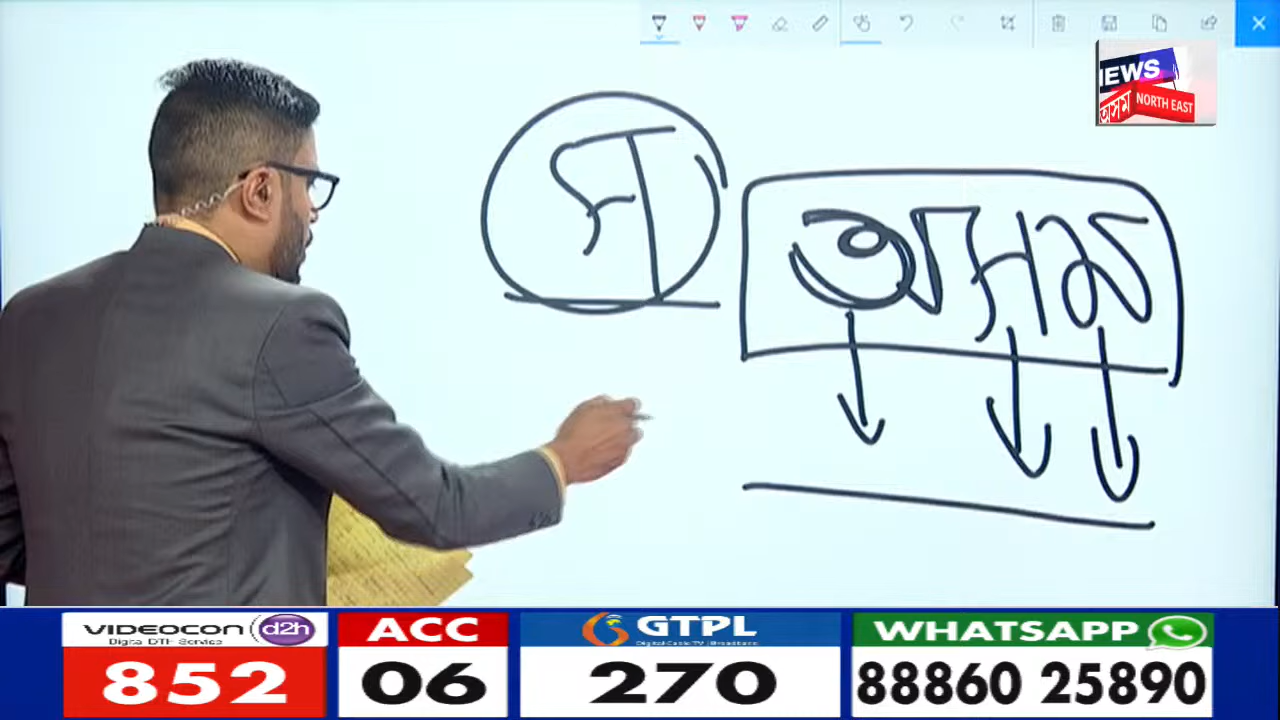 NEWS
অসম NORTH EAST
স
অসম
VIDEOCON d2h
Digital DTH Service
852
ACC
06
GTPL
Digital Cable TV | Broadband
270
WHATSAPP
88860 25890